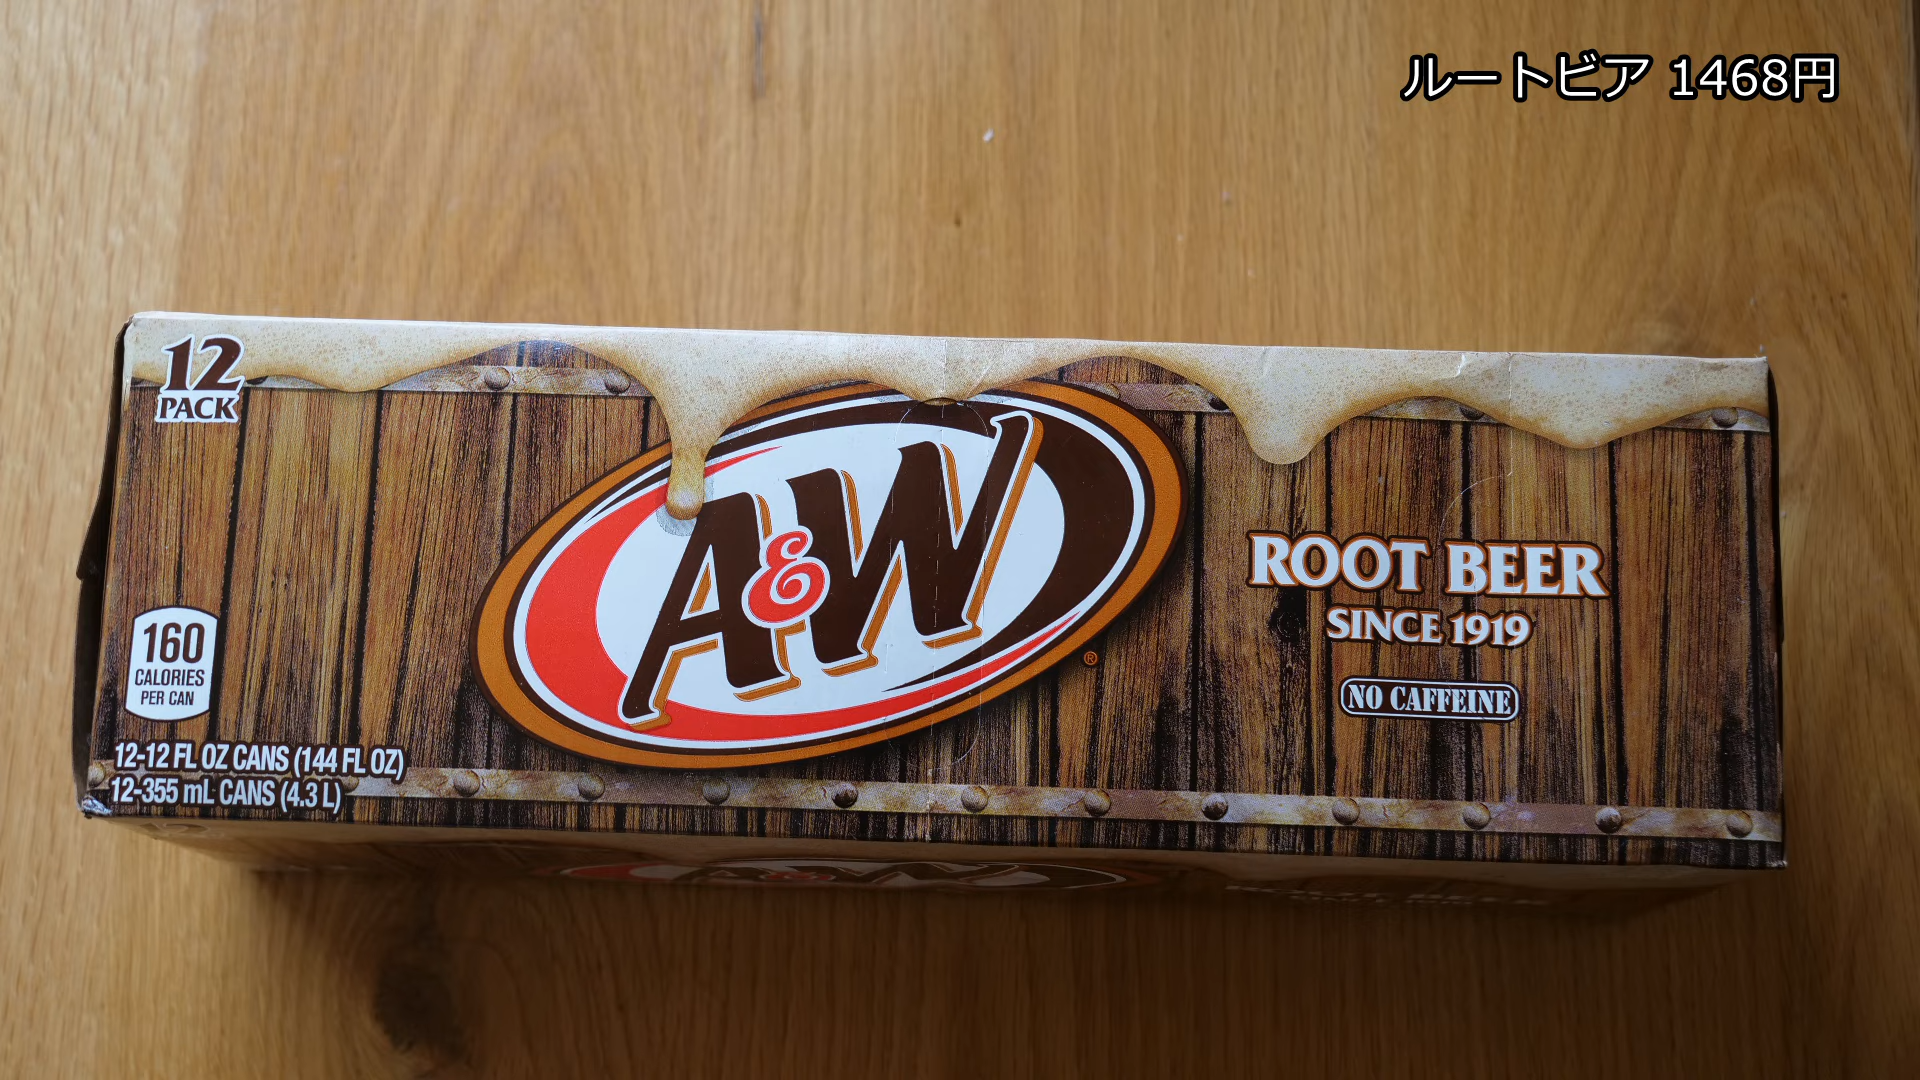 ルートビア 1468円
12
PACK
A&W
®
ROOT BEER
SINCE 1919
NO CAFFEINE
160
CALORIES
PER CAN
12-12 FL OZ CANS (144 FL OZ)
12-355 mL CANS (4.3 L)